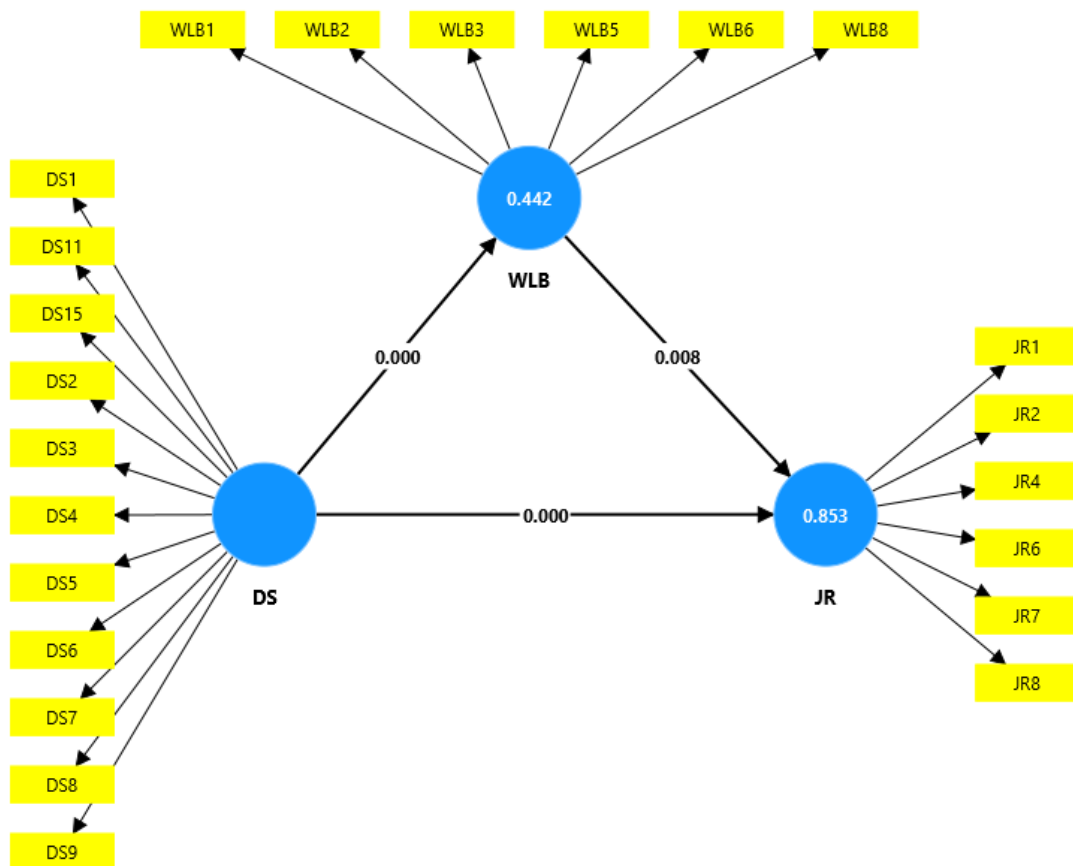 WLB1 WLB2 WLB3 WLB5 WLB6 WLB8
0.442
WLB
DS1
DS11
DS15
DS2
DS3
DS4
DS5
DS6
DS7
DS8
DS9
0.000
0.008
0.000
DS
0.853
JR
JR1
JR2
JR4
JR6
JR7
JR8